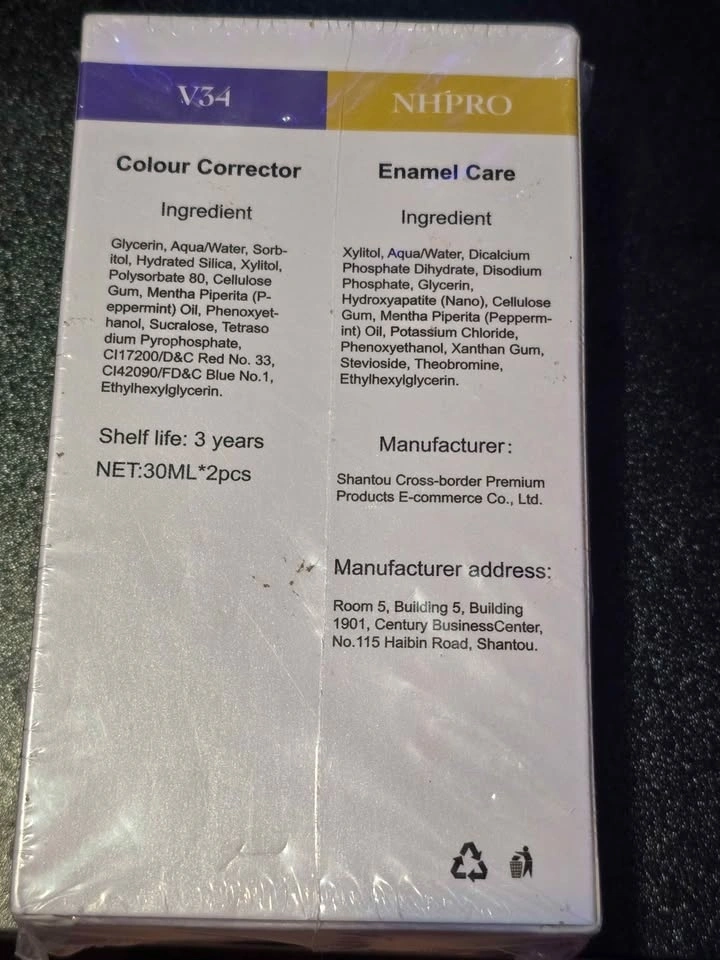 V34
Colour Corrector
Ingredient
Glycerin, Aqua/Water, Sorb-
itol, Hydrated Silica, Xylitol,
Polysorbate 80, Cellulose
Gum, Mentha Piperita (P-
eppermint) Oil, Phenoxyet-
hanol, Sucralose, Tetraso
dium Pyrophosphate,
CI17200/D&C Red No. 33,
CI42090/FD&C Blue No.1,
Ethylhexylglycerin.
Shelf life: 3 years
NET:30ML*2pcs
NHPRO
Enamel Care
Ingredient
Xylitol, Aqua/Water, Dicalcium
Phosphate Dihydrate, Disodium
Phosphate, Glycerin,
Hydroxyapatite (Nano), Cellulose
Gum, Mentha Piperita (Pepperm-
int) Oil, Potassium Chloride,
Phenoxyethanol, Xanthan Gum,
Stevioside, Theobromine,
Ethylhexylglycerin.
Manufacturer:
Shantou Cross-border Premium
Products E-commerce Co., Ltd.
Manufacturer address:
Room 5, Building 5, Building
1901, Century BusinessCenter,
No.115 Haibin Road, Shantou.